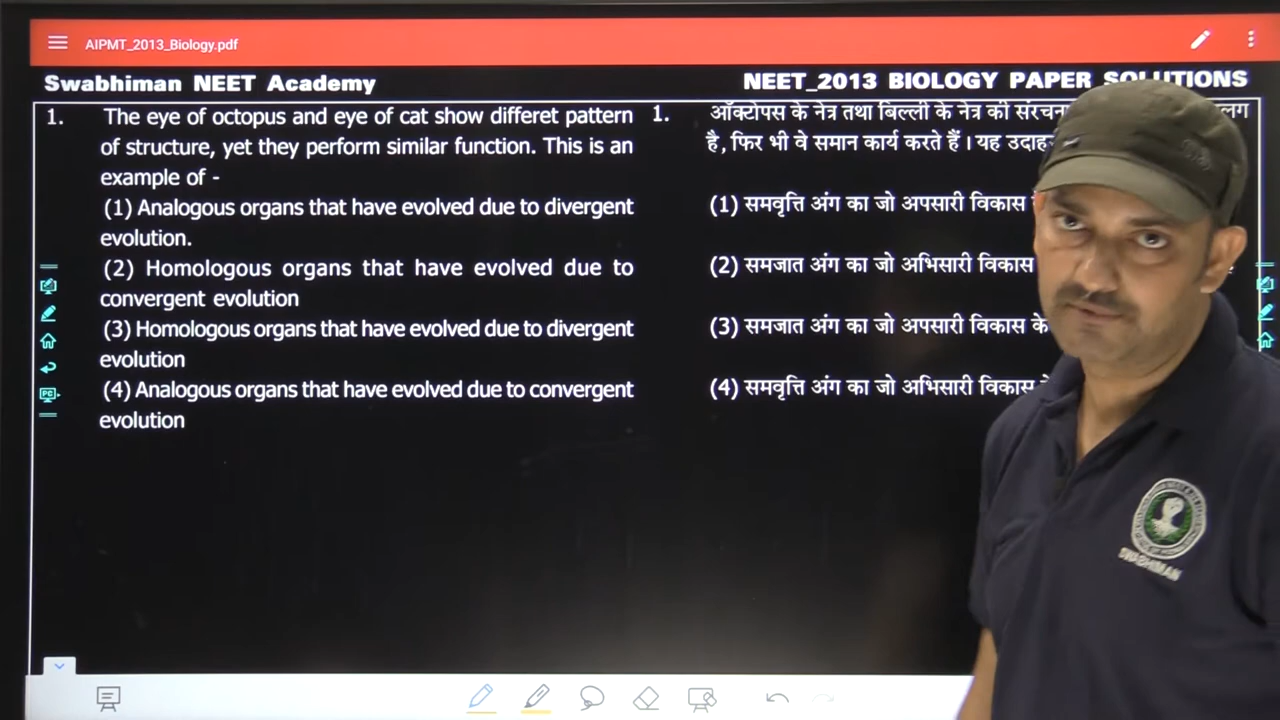 AIPMT_2013_Biology.pdf
Swabhiman NEET Academy
NEET_2013 BIOLOGY PAPER SOLUTIONS
1. The eye of octopus and eye of cat show differet pattern
of structure, yet they perform similar function. This is an
example of -
(1) Analogous organs that have evolved due to divergent
evolution.
(2) Homologous organs that have evolved due to
convergent evolution
(3) Homologous organs that have evolved due to divergent
evolution
(4) Analogous organs that have evolved due to convergent
evolution
1. ऑक्टोपस के नेत्र तथा बिल्ली के नेत्र की
है, फिर भी वे समान कार्य करते हैं। यह
(1) समवृत्ति अंग का जो अपसारी विकास
(2) समजात अंग का जो अभिसारी विकास
(3) समजात अंग का जो अपसारी विकास के
(4) समवृत्ति अंग का जो अभिसारी विकास
SWABHIMAN